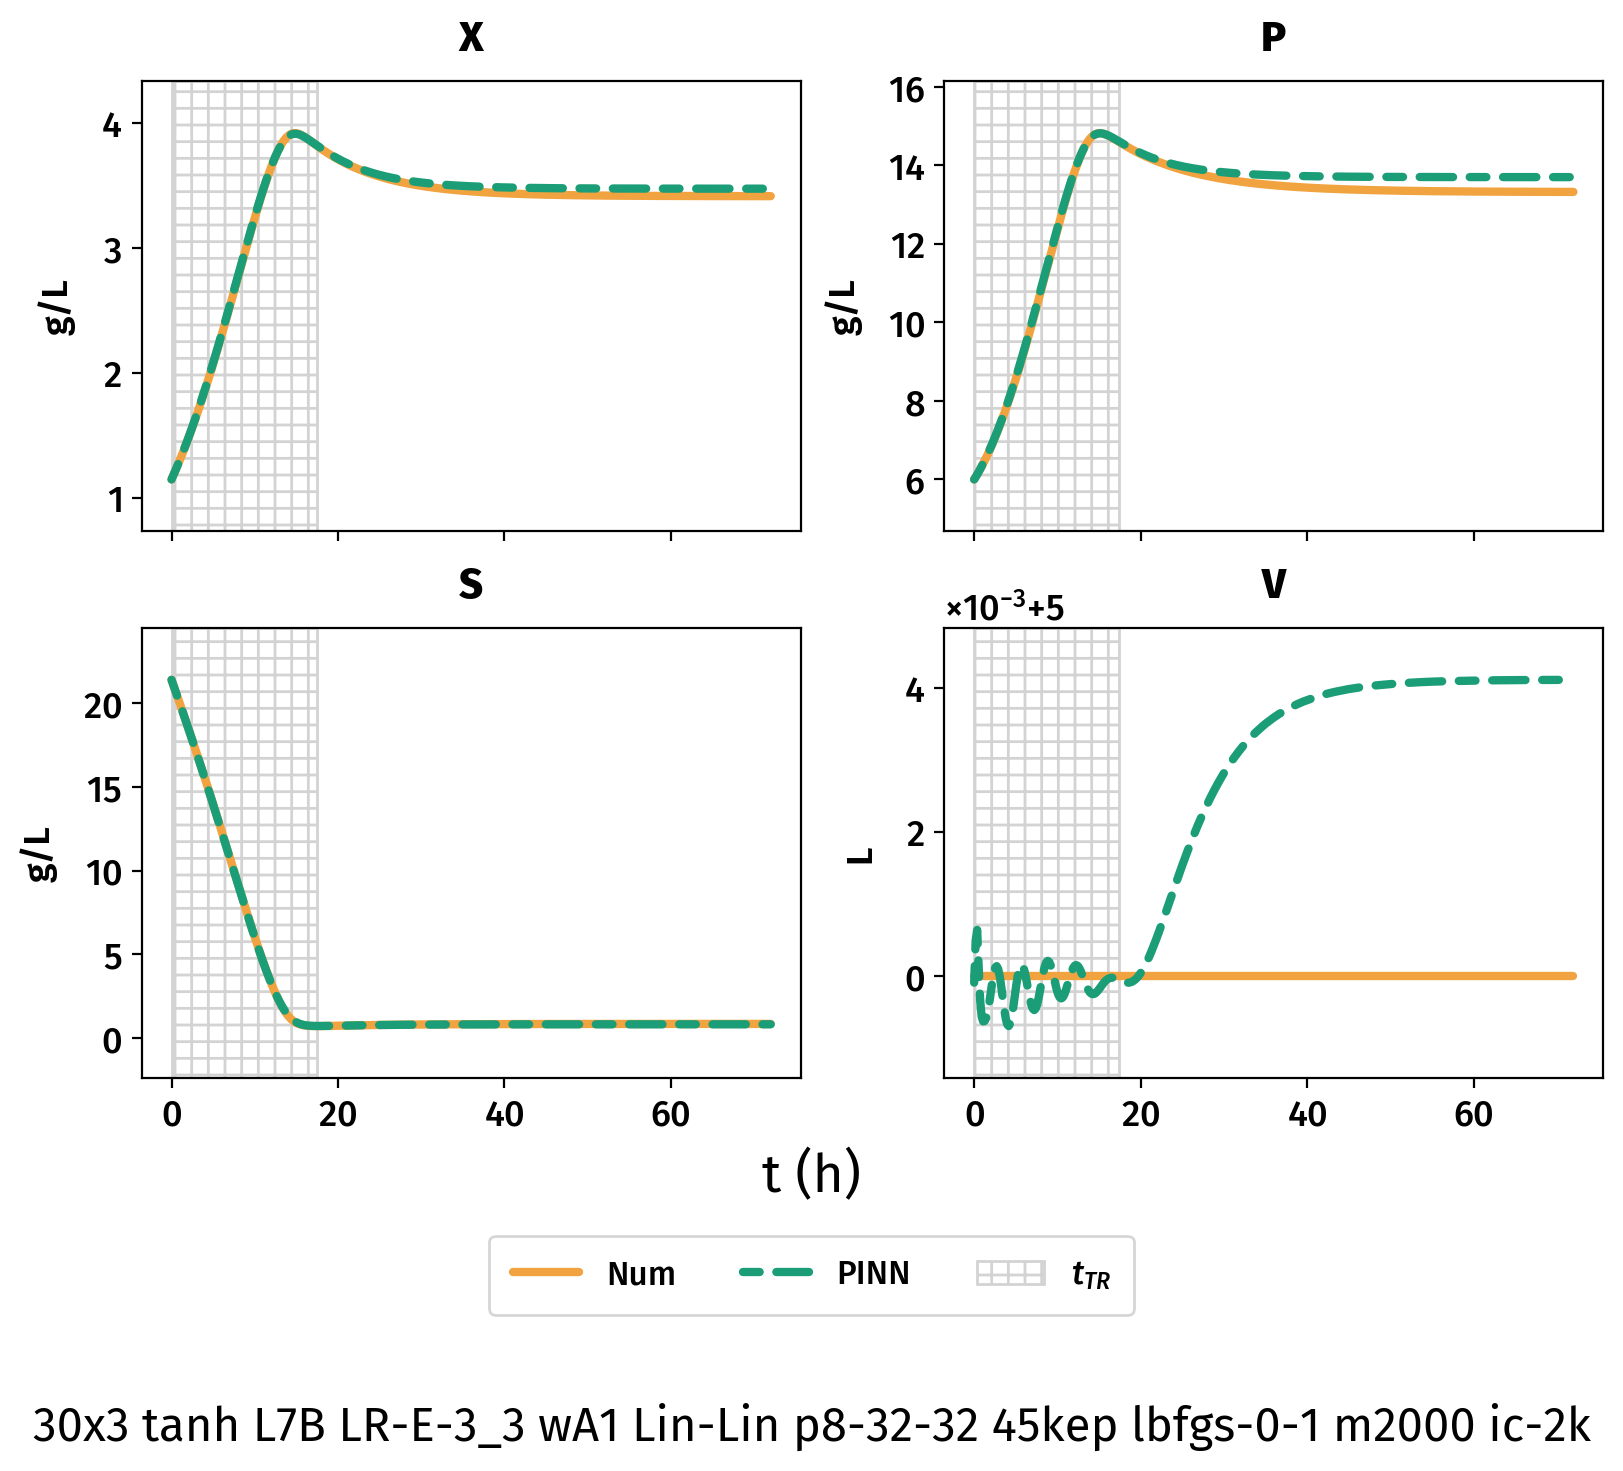 X
4
3
2
1
g/L
P
16
14
12
10
8
6
g/L
S
20
15
10
5
0
g/L
0 20 40 60
V
×10⁻³+5
4
2
0
L
0 20 40 60
t (h)
Num PINN t_TR
30x3 tanh L7B LR-E-3_3 wA1 Lin-Lin p8-32-32 45kep lbfgs-0-1 m2000 ic-2k